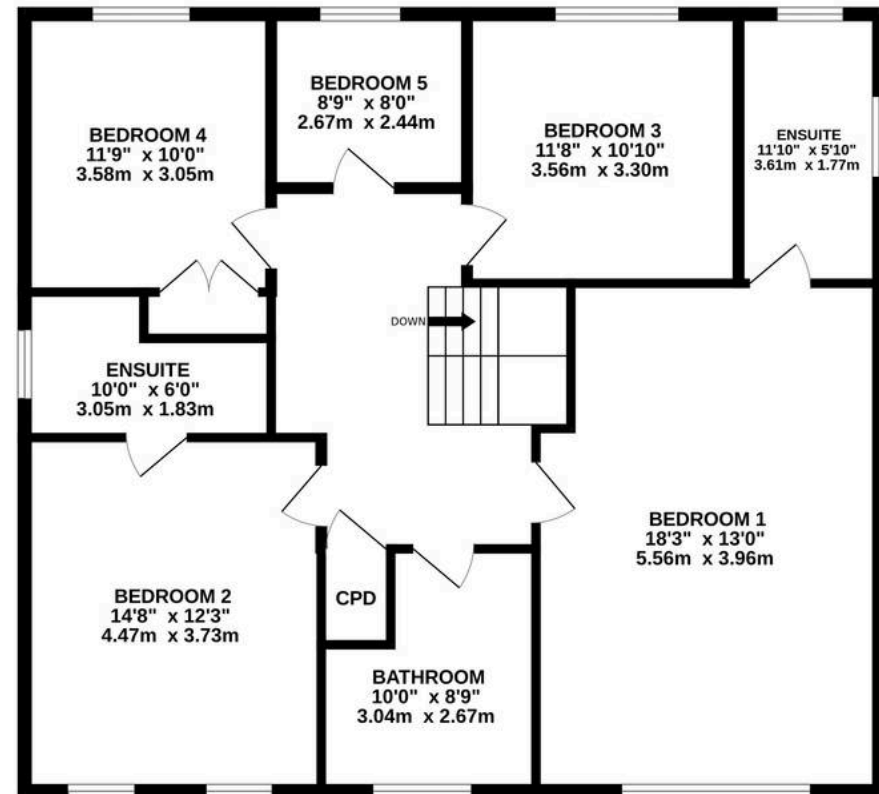 BEDROOM 4
11'9" x 10'0"
3.58m x 3.05m
BEDROOM 5
8'9" x 8'0"
2.67m x 2.44m
BEDROOM 3
11'8" x 10'10"
3.56m x 3.30m
ENSUITE
11'10" x 5'10"
3.61m x 1.77m
DOWN
ENSUITE
10'0" x 6'0"
3.05m x 1.83m
BEDROOM 1
18'3" x 13'0"
5.56m x 3.96m
BEDROOM 2
14'8" x 12'3"
4.47m x 3.73m
CPD
BATHROOM
10'0" x 8'9"
3.04m x 2.67m